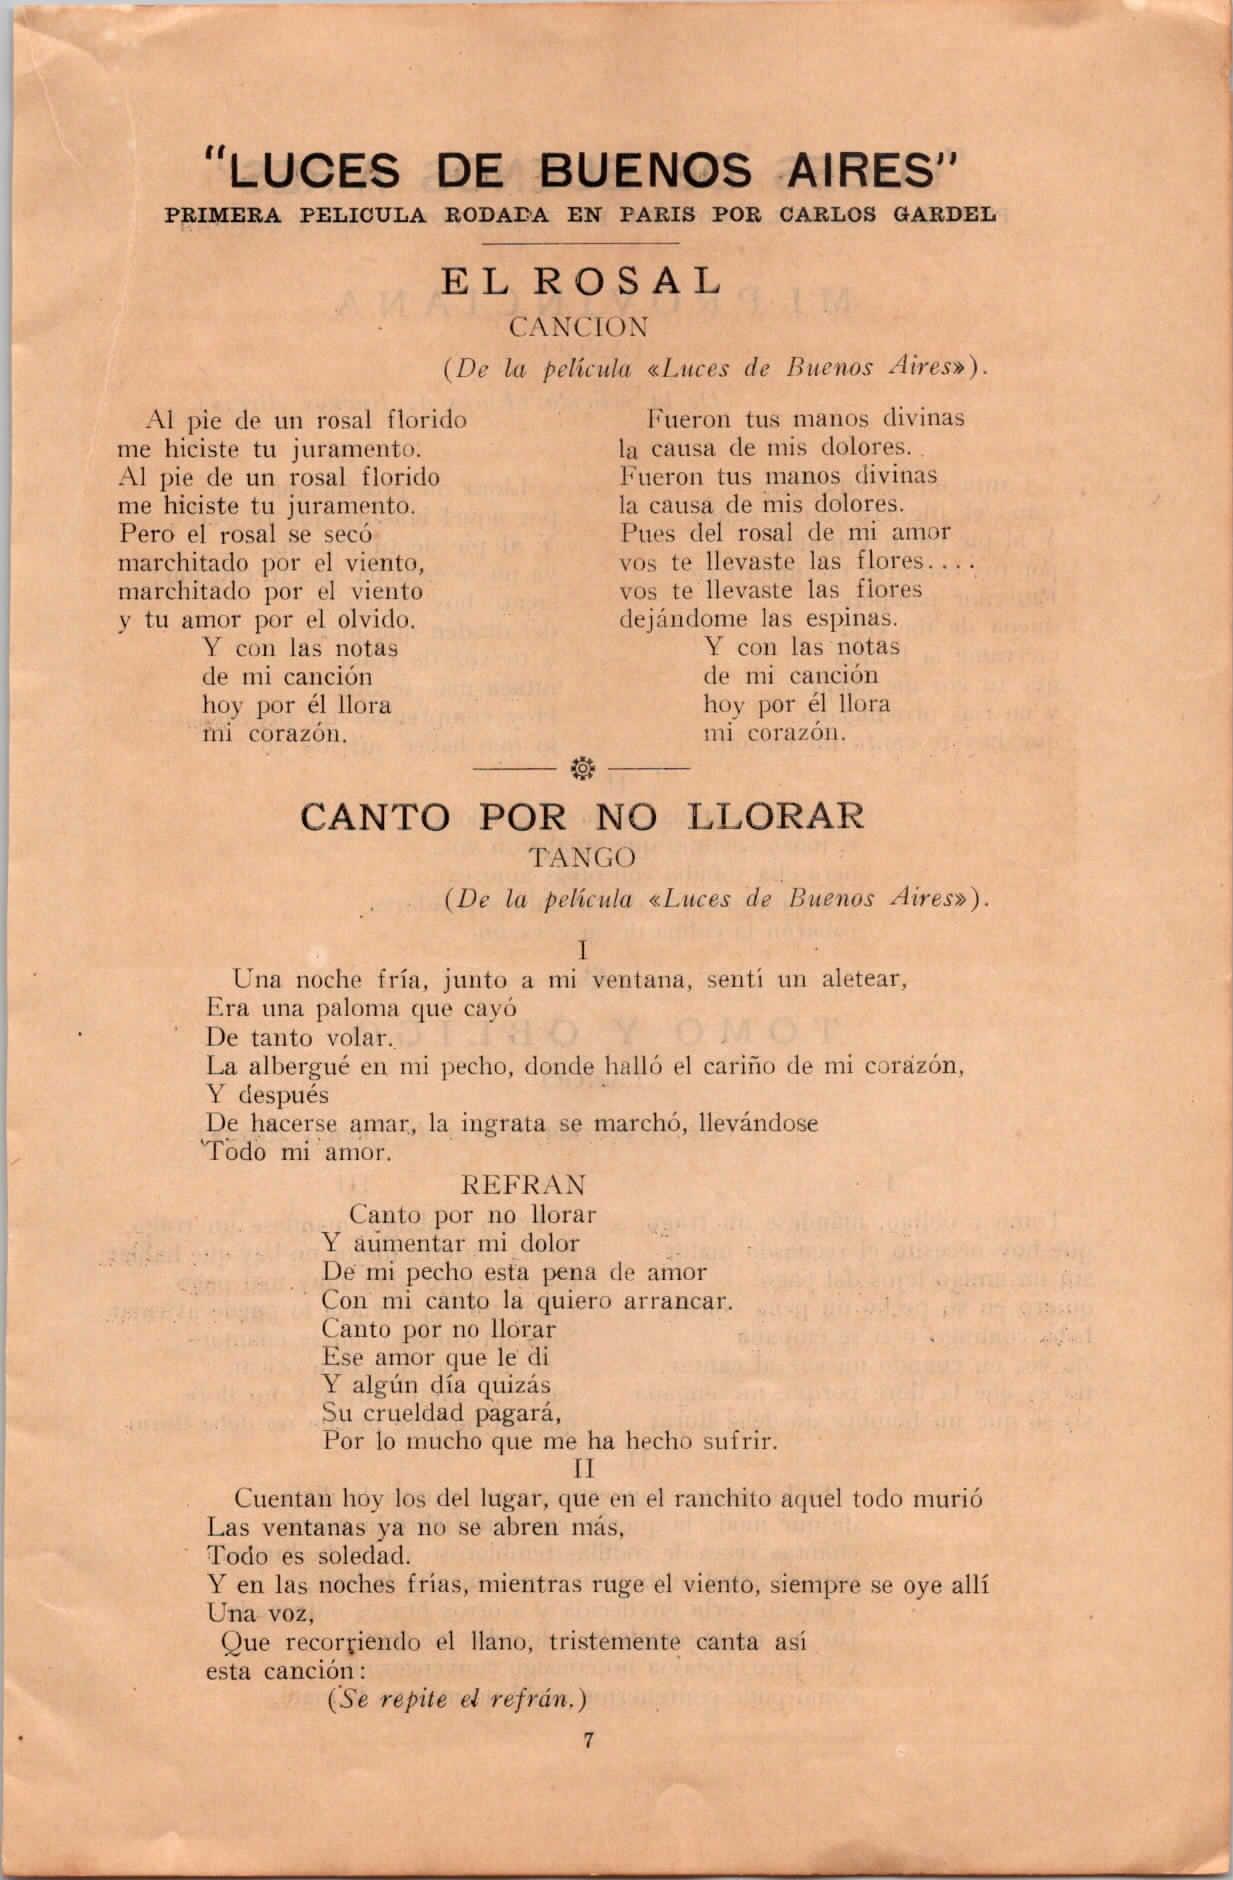 "LUCES DE BUENOS AIRES"
PRIMERA PELICULA RODADA EN PARIS POR CARLOS GARDEL
EL ROSAL
CANCION
(De la película «Luces de Buenos Aires»).
Al pie de un rosal florido
me hiciste tu juramento.
Al pie de un rosal florido
me hiciste tu juramento.
Pero el rosal se secó
marchitado por el viento,
marchitado por el viento
y tu amor por el olvido.
Y con las notas
de mi canción
hoy por él llora
mi corazón.
Fueron tus manos divinas
la causa de mis dolores.
Fueron tus manos divinas
la causa de mis dolores.
Pues del rosal de mi amor
vos te llevaste las flores....
vos te llevaste las flores
dejándome las espinas.
Y con las notas
de mi canción
hoy por él llora
mi corazón.
CANTO POR NO LLORAR
TANGO
(De la película «Luces de Buenos Aires»).
I
Una noche fría, junto a mi ventana, sentí un aletear,
Era una paloma que cayó
De tanto volar.
La albergué en mi pecho, donde halló el cariño de mi corazón,
Y después
De hacerse amar, la ingrata se marchó, llevándose
Todo mi amor.
REFRAN
Canto por no llorar
Y aumentar mi dolor
De mi pecho esta pena de amor
Con mi canto la quiero arrancar.
Canto por no llorar
Ese amor que le di
Y algún día quizás
Su crueldad pagará,
Por lo mucho que me ha hecho sufrir.
II
Cuentan hoy los del lugar, que en el ranchito aquel todo murió
Las ventanas ya no se abren más,
Todo es soledad.
Y en las noches frías, mientras ruge el viento, siempre se oye allí
Una voz,
Que recorriendo el llano, tristemente canta así
esta canción:
(Se repite el refrán.)
7